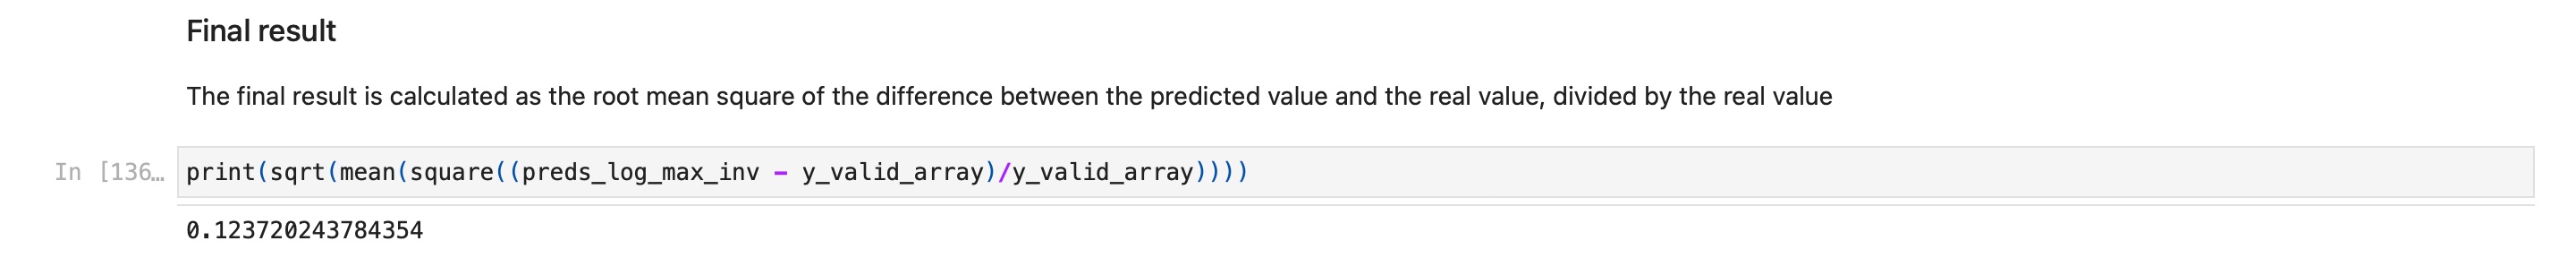 Final result
The final result is calculated as the root mean square of the difference between the predicted value and the real value, divided by the real value
In [136… print(sqrt(mean(square((preds_log_max_inv - y_valid_array)/y_valid_array))))
0.123720243784354